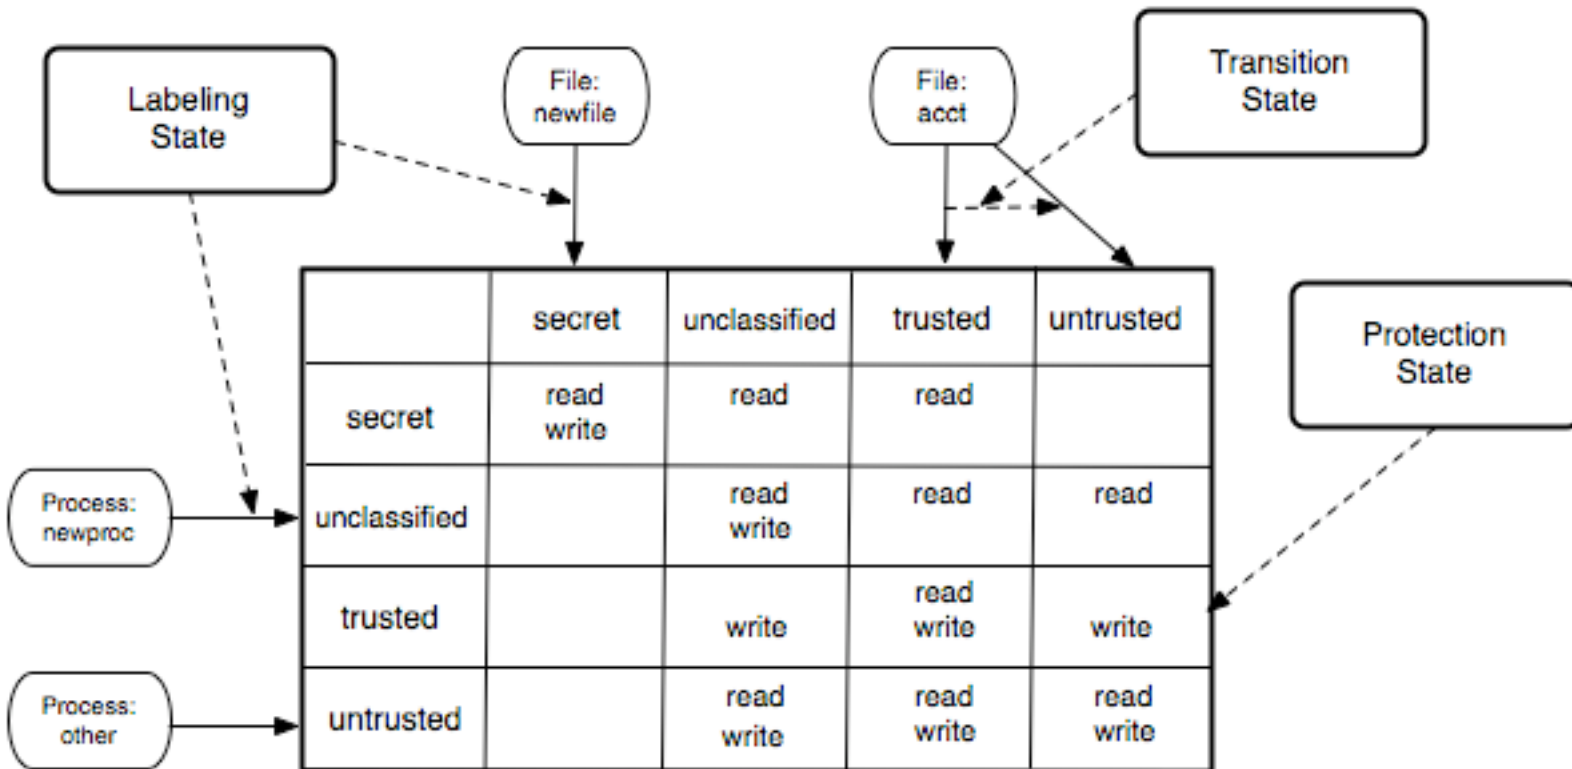 Labeling
State
File:
newfile
File:
acct
Transition
State
secret unclassified trusted untrusted
Protection
State
secret read read read
write
Process:
newproc
unclassified read read read
write
trusted read
write write write
Process:
other
untrusted read read read
write write write